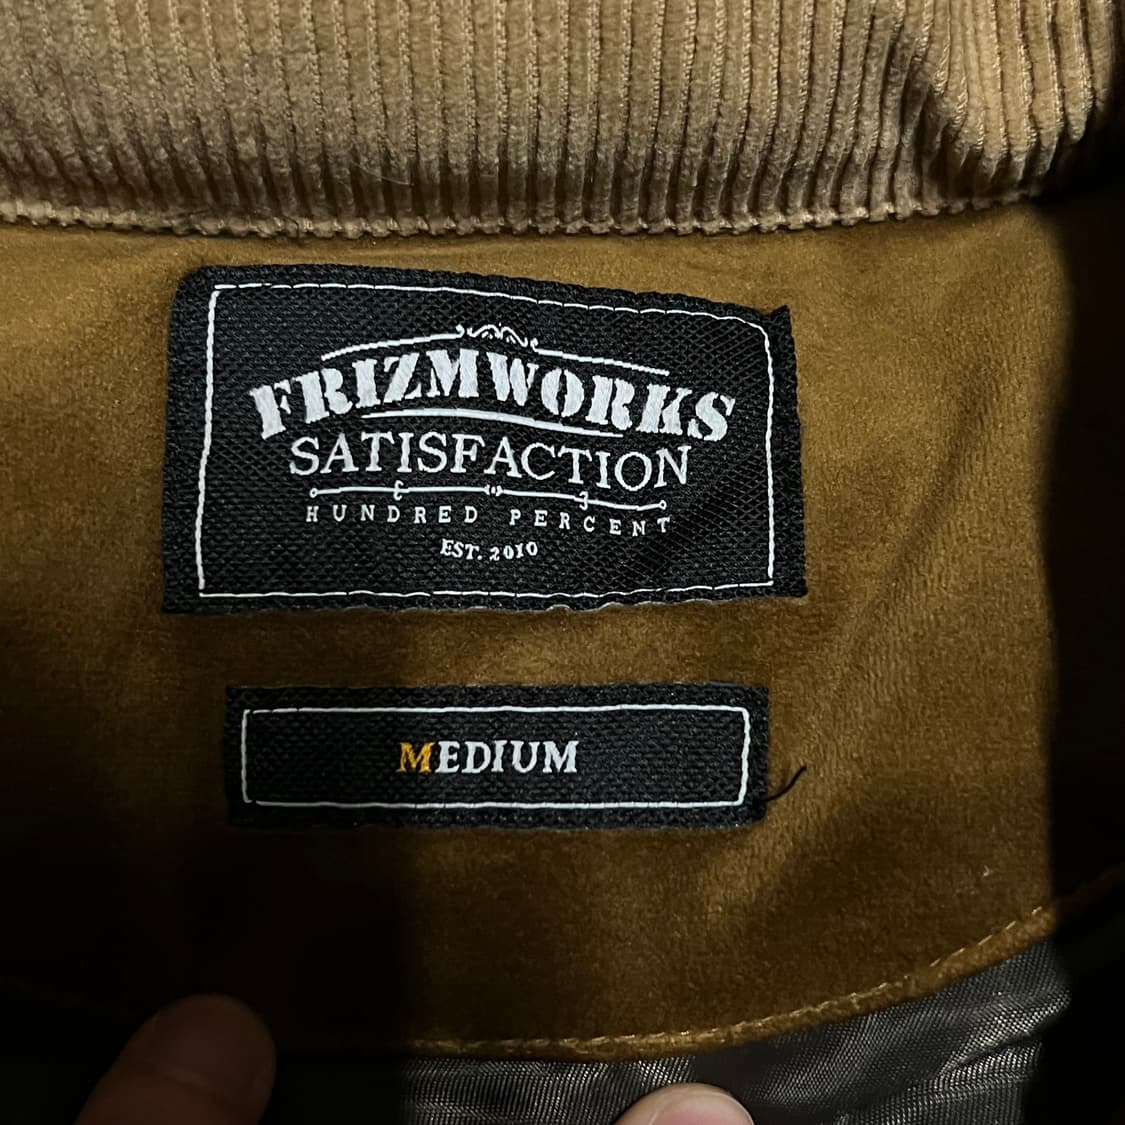 FRIZMWORKS
SATISFACTION
HUNDRED PERCENT
EST. 2010
MEDIUM